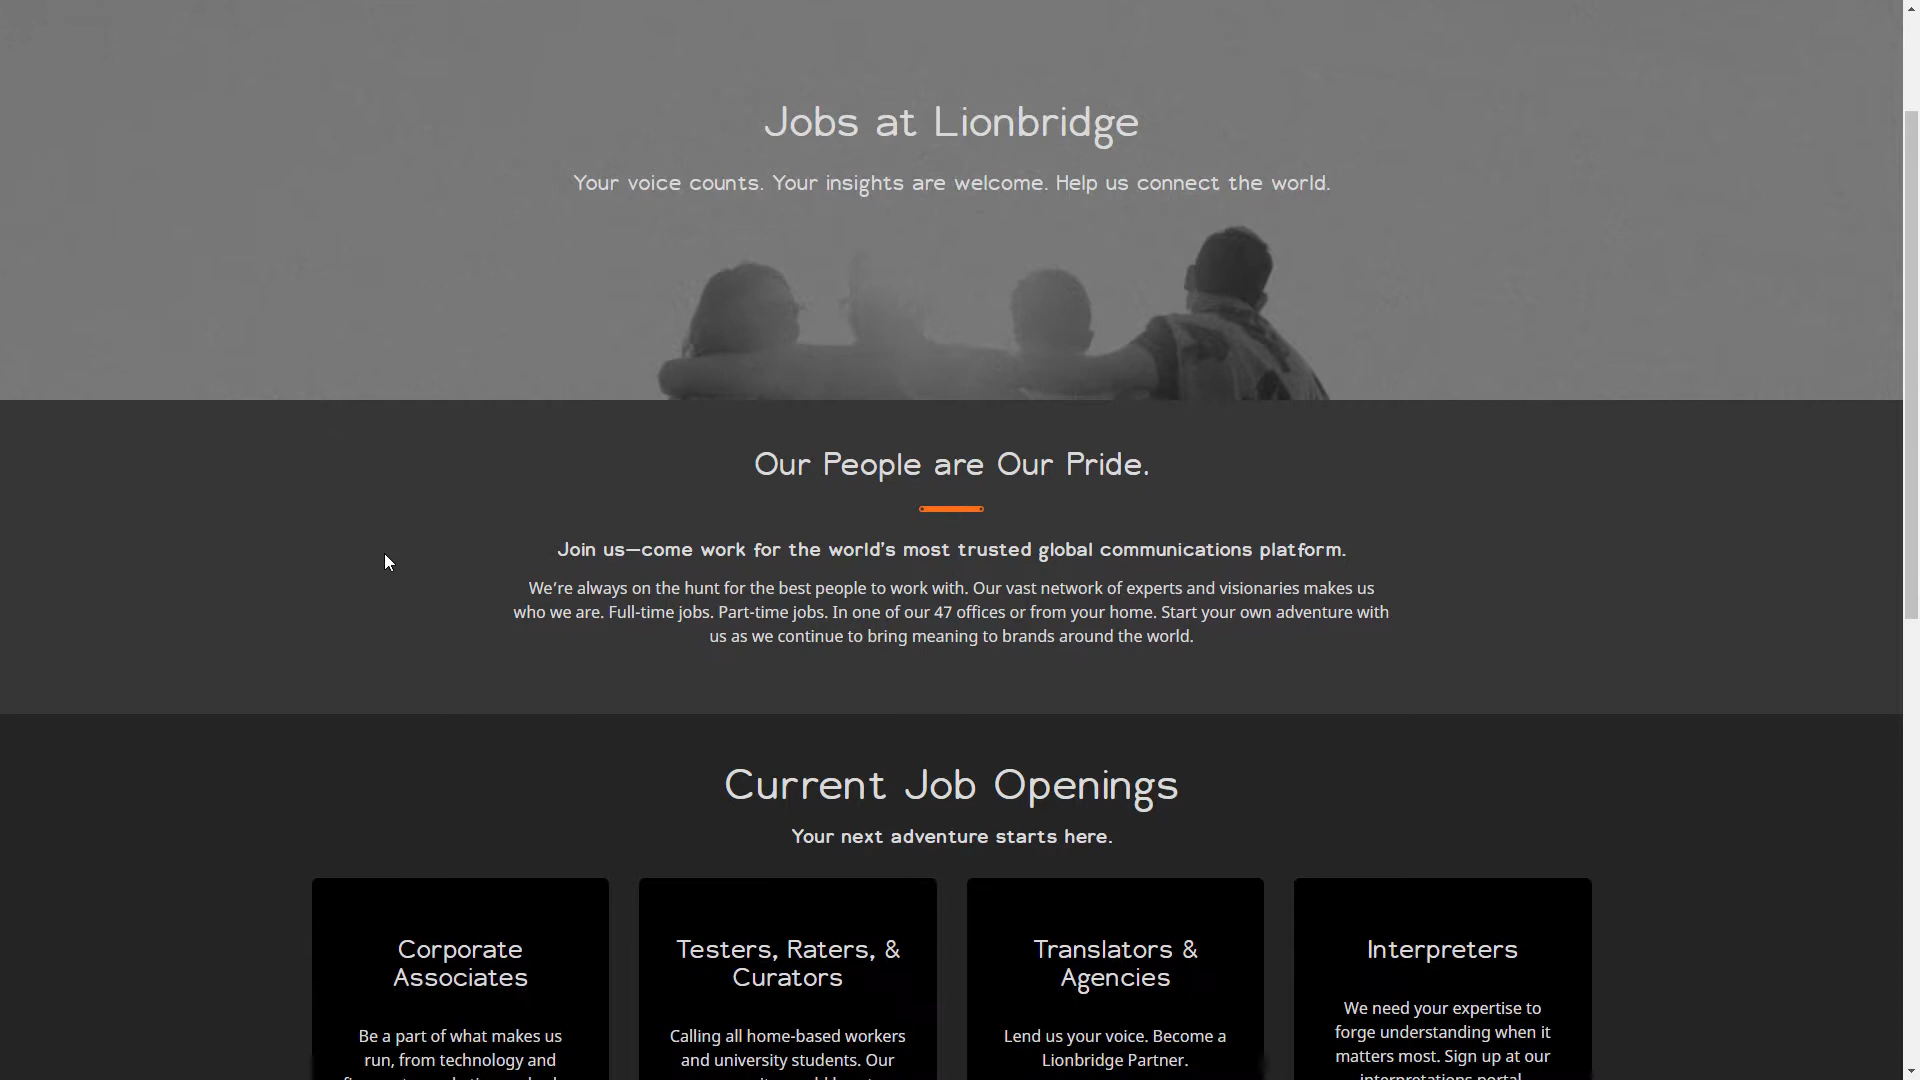 Jobs at Lionbridge
Your voice counts. Your insights are welcome. Help us connect the world.
Our People are Our Pride.
Join us—come work for the world's most trusted global communications platform.
We're always on the hunt for the best people to work with. Our vast network of experts and visionaries makes us
who we are. Full-time jobs. Part-time jobs. In one of our 47 offices or from your home. Start your own adventure with
us as we continue to bring meaning to brands around the world.
Current Job Openings
Your next adventure starts here.
Corporate
Associates
Be a part of what makes us
run, from technology and
Testers, Raters, &
Curators
Calling all home-based workers
and university students. Our
Translators &
Agencies
Lend us your voice. Become a
Lionbridge Partner.
Interpreters
We need your expertise to
forge understanding when it
matters most. Sign up at our
interpretations portal.